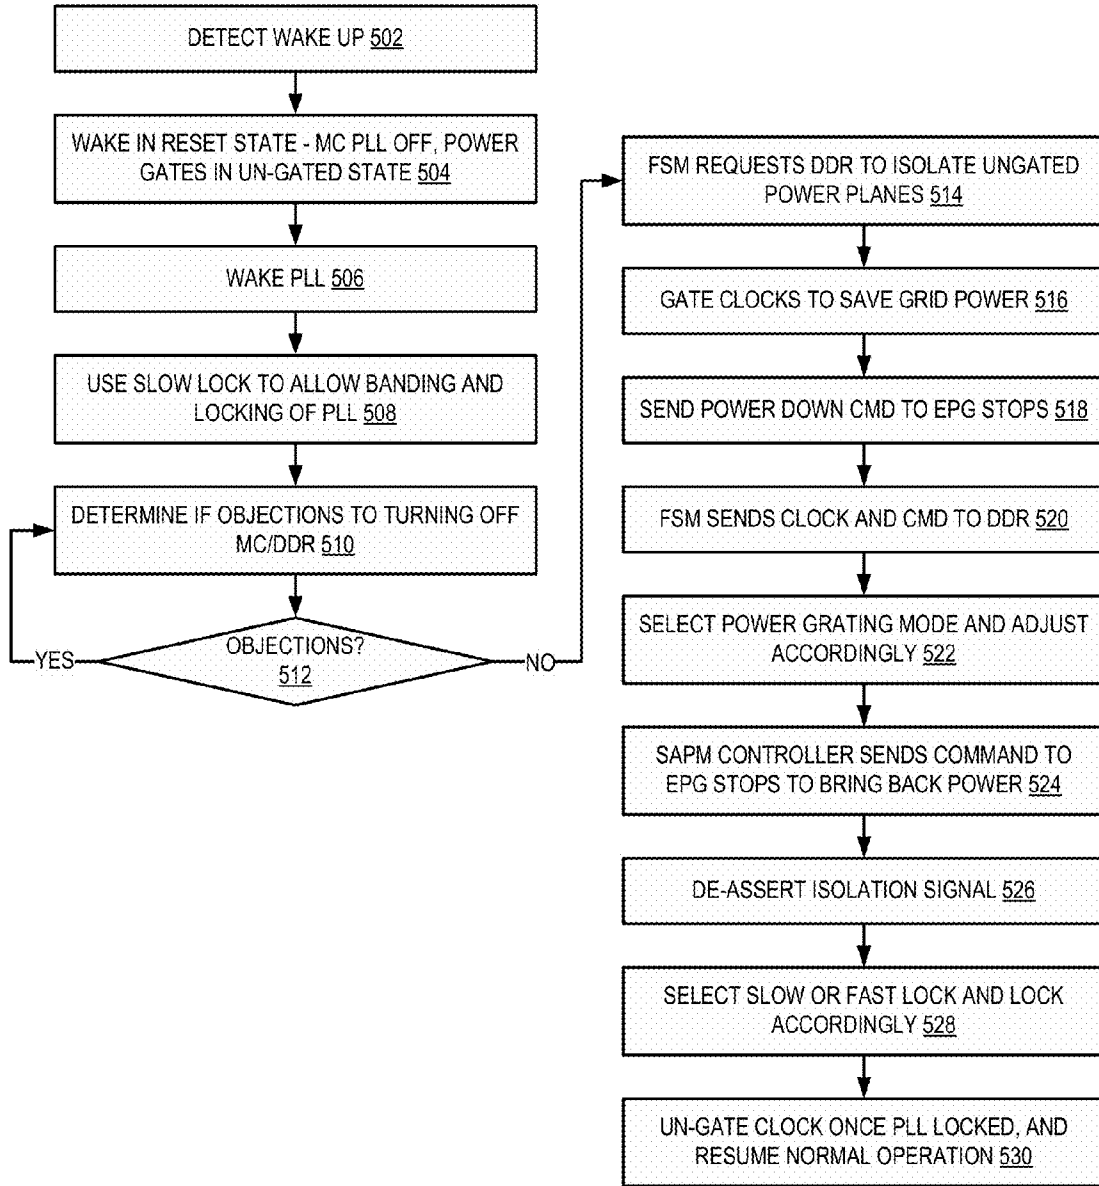 DETECT WAKE UP 502
WAKE IN RESET STATE - MC PLL OFF, POWER
GATES IN UN-GATED STATE 504
WAKE PLL 506
USE SLOW LOCK TO ALLOW BANDING AND
LOCKING OF PLL 508
DETERMINE IF OBJECTIONS TO TURNING OFF
MC/DDR 510
OBJECTIONS?
512
YES
NO
FSM REQUESTS DDR TO ISOLATE UNGATED
POWER PLANES 514
GATE CLOCKS TO SAVE GRID POWER 516
SEND POWER DOWN CMD TO EPG STOPS 518
FSM SENDS CLOCK AND CMD TO DDR 520
SELECT POWER GRATING MODE AND ADJUST
ACCORDINGLY 522
SAPM CONTROLLER SENDS COMMAND TO
EPG STOPS TO BRING BACK POWER 524
DE-ASSERT ISOLATION SIGNAL 526
SELECT SLOW OR FAST LOCK AND LOCK
ACCORDINGLY 528
UN-GATE CLOCK ONCE PLL LOCKED, AND
RESUME NORMAL OPERATION 530